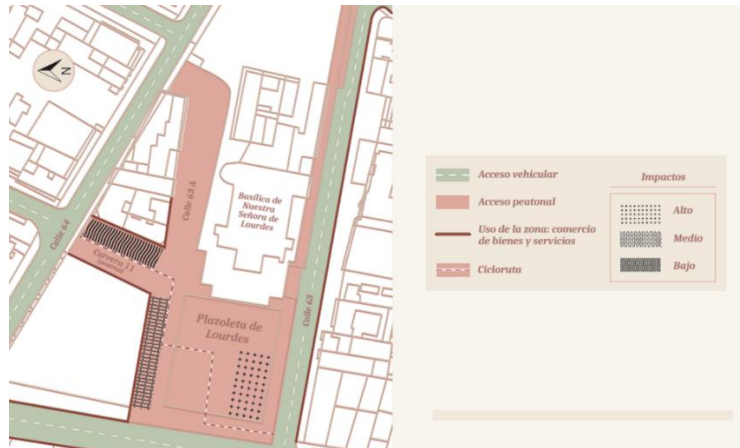 N
Calle 64
Calle 63 A
Basílica de
Nuestra
Señora de
Lourdes
Carrera 11
(peatonal)
Calle 63
Plazoleta de
Lourdes
Acceso vehicular
Acceso peatonal
Uso de la zona: comercio
de bienes y servicios
Cicloruta
Impactos
Alto
Medio
Bajo